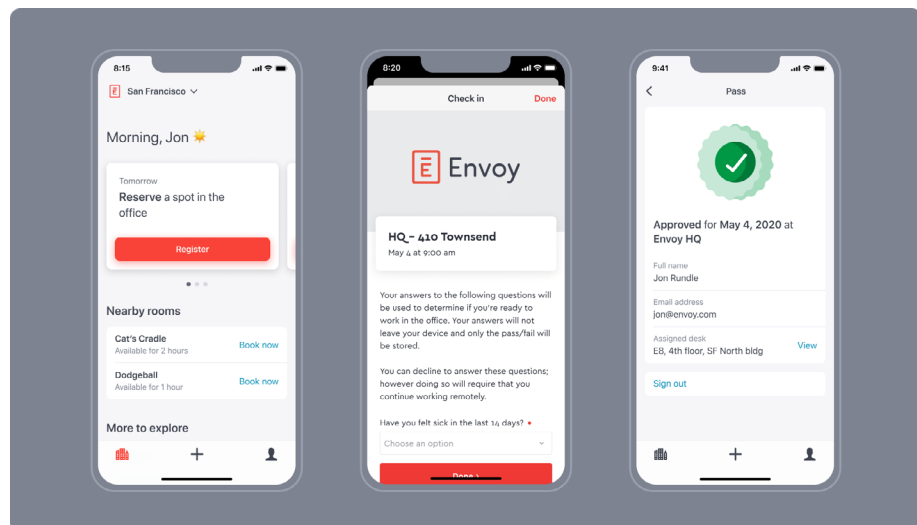 8:15
San Francisco
Morning, Jon
Tomorrow
Reserve a spot in the
office
Register
Nearby rooms
Cat's Cradle
Available for 2 hours
Book now
Dodgeball
Available for 1 hour
Book now
More to explore
8:20
Check in
Done
Envoy
HQ – 410 Townsend
May 4 at 9:00 am
Your answers to the following questions will
be used to determine if you're ready to
work in the office. Your answers will not
leave your device and only the pass/fail will
be stored.
You can decline to answer these questions;
however doing so will require that you
continue working remotely.
Have you felt sick in the last 14 days?
Choose an option
Done
9:41
Pass
Approved for May 4, 2020 at
Envoy HQ
Full name
Jon Rundle
Email address
jon@envoy.com
Assigned desk
E8, 4th floor, SF North bldg
View
Sign out